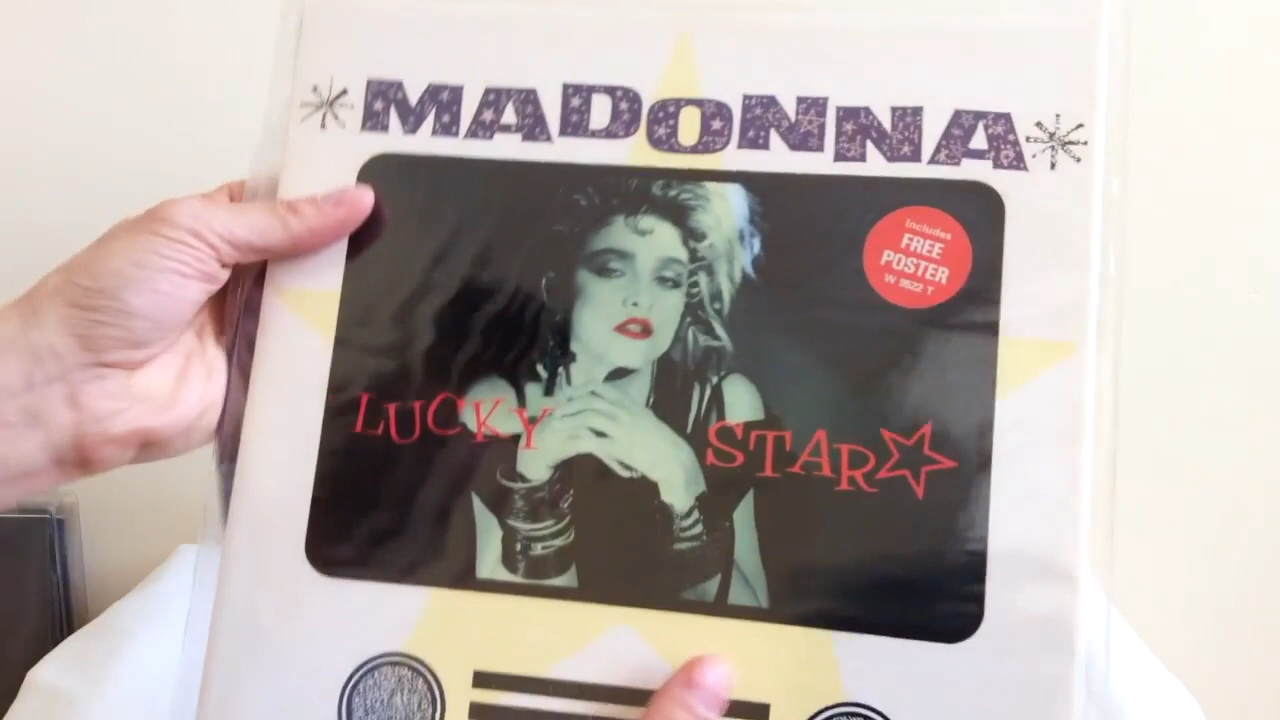 *MADONNA*
Includes
FREE
POSTER
W 9522 T
LUCKY STAR